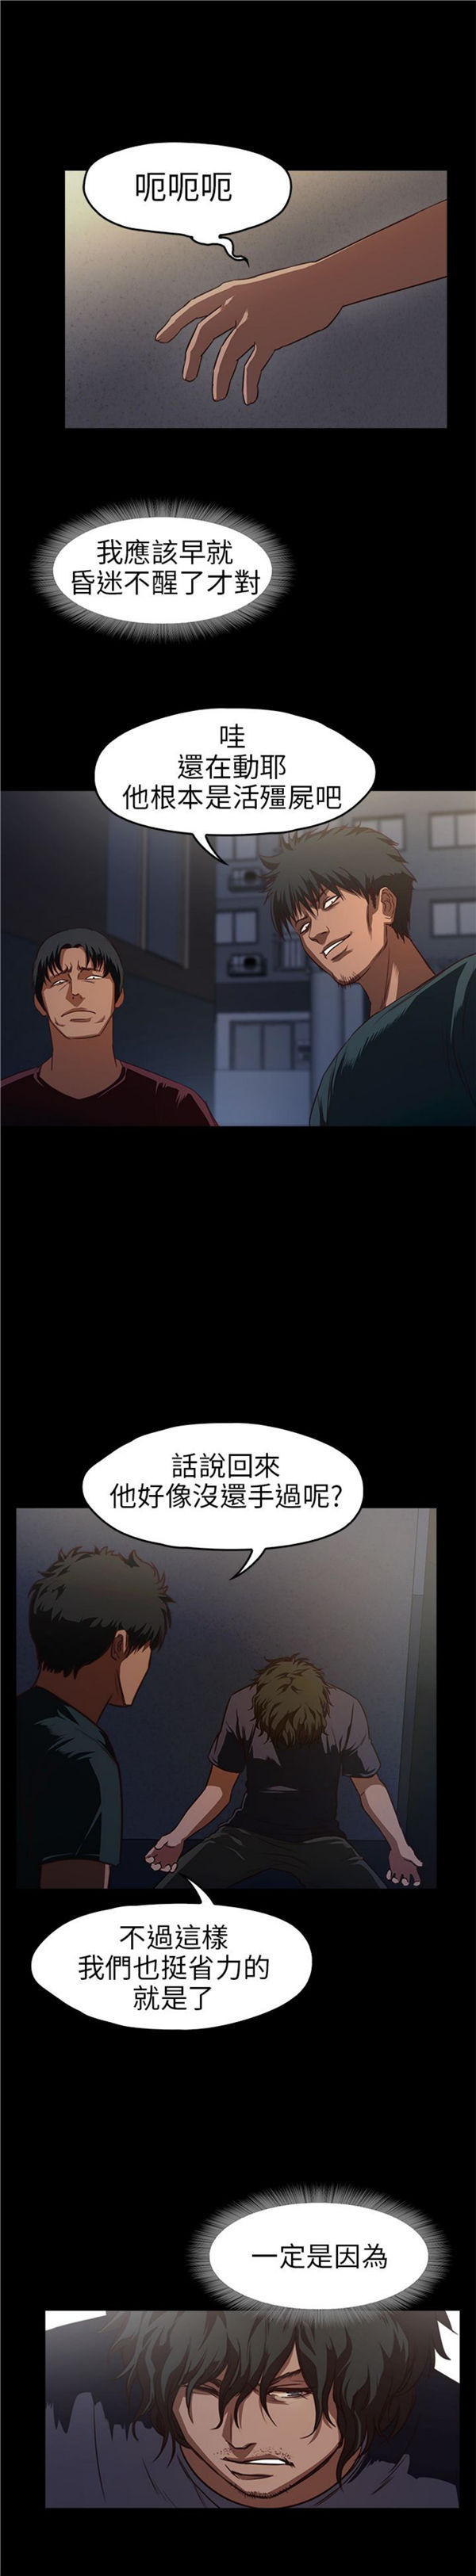 呃呃呃
我應該早就
昏迷不醒了才對
哇
還在動耶
他根本是活殭屍吧
話說回來
他好像沒還手過呢?
不過這樣
我們也挺省力的
就是了
一定是因為